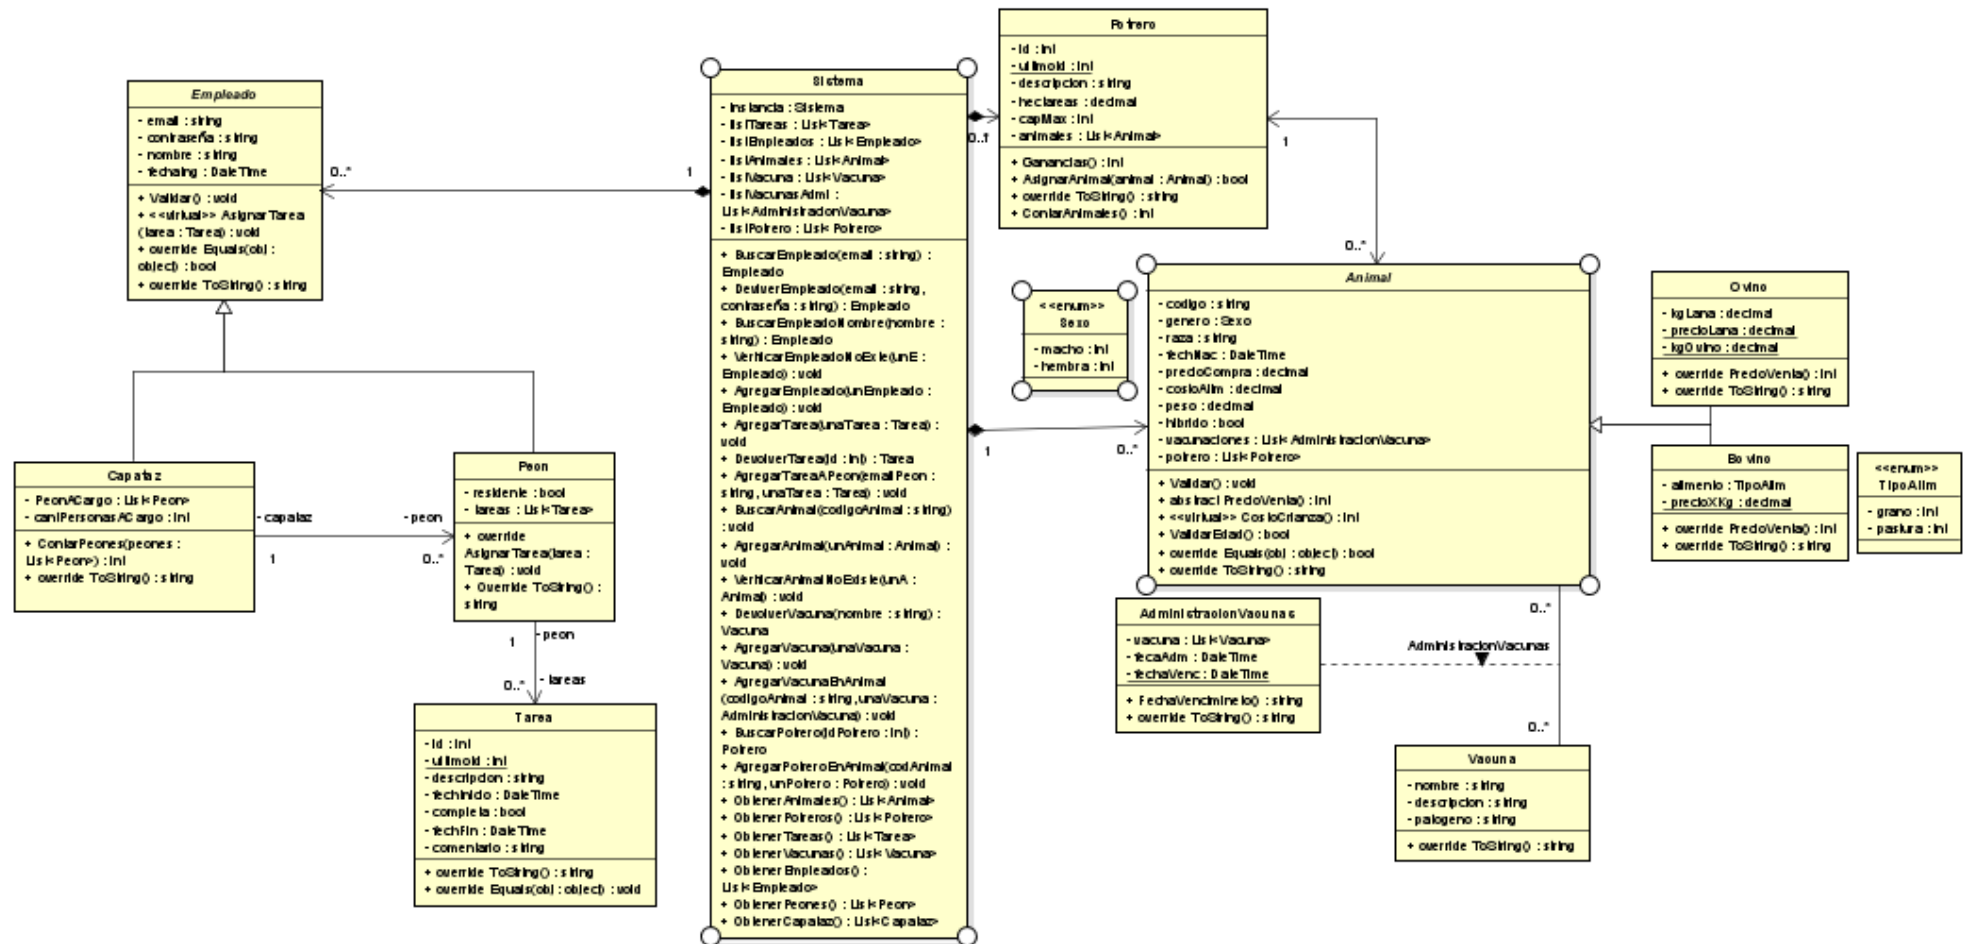 Empleado
- email : string
- contraseña : string
- nombre : string
- fechaIng : DateTime
+ Validar() : void
+ <<virtual>> AsignarTarea
(tarea : Tarea) : void
+ override Equals(obj :
object) : bool
+ override ToString() : string
0..*
1
Capataz
- PeonACargo : List<Peon>
- cantPersonasACargo : int
+ ContarPeones(peones :
List<Peon>) : int
+ override ToString() : string
- capataz
- peon
1
0..*
Peon
- residente : bool
- tareas : List<Tarea>
+ override
AsignarTarea(tarea :
Tarea) : void
+ Override ToString() :
string
1
- peon
0..*
- tareas
Tarea
- id : int
- ultimoId : int
- descripcion : string
- fechInicio : DateTime
- completa : bool
- fechFin : DateTime
- comentario : string
+ override ToString() : string
+ override Equals(obj : object) : void
Sistema
- Instancia : Sistema
- listTareas : List<Tarea>
- listEmpleados : List<Empleado>
- listAnimales : List<Animal>
- listVacuna : List<Vacuna>
- listVacunasAdmi :
List<AdministracionVacuna>
- listPotrero : List<Potrero>
+ BuscarEmpleado(email : string) :
Empleado
+ DevlverEmpleado(email : string,
contraseña : string) : Empleado
+ BuscarEmpleadoNombre(nombre :
string) : Empleado
+ VerificarEmpleadoNoExite(unE :
Empleado) : void
+ AgregarEmpleado(unEmpleado :
Empleado) : void
+ AgregarTarea(unaTarea : Tarea) :
void
+ DevolverTarea(id : int) : Tarea
+ AgregarTareaAPeon(emailPeon :
string, unaTarea : Tarea) : void
+ BuscarAnimal(codigoAnimal : string)
: void
+ AgregarAnimal(unAnimal : Animal) :
void
+ VerificarAnimalNoExiste(unA :
Animal) : void
+ DevolverVacuna(nombre : string) :
Vacuna
+ AgregarVacuna(unaVacuna :
Vacuna) : void
+ AgregarVacunaEnAnimal
(codigoAnimal : string, unaVacuna :
AdministracionVacuna) : void
+ BuscarPotrero(idPotrero : int) :
Potrero
+ AgregarPotreroEnAnimal(codAnimal
: string, unPotrero : Potrero) : void
+ ObtenerAnimales() : List<Animal>
+ ObtenerPotreros() : List<Potrero>
+ ObtenerTareas() : List<Tarea>
+ ObtenerVacunas() : List<Vacuna>
+ ObtenerEmpleados() :
List<Empleado>
+ ObtenerPeones() : List<Peon>
+ ObtenerCapataz() : List<Capataz>
Potrero
- id : int
- ultimoId : int
- descripcion : string
- hectareas : decimal
- capMax : int
- animales : List<Animal>
+ Ganancias() : int
+ AsignarAnimal(animal : Animal) : bool
+ override ToString() : string
+ ContarAnimales() : int
1
0..*
<<enum>>
Sexo
- macho : int
- hembra : int
1
0..*
Animal
- codigo : string
- genero : Sexo
- raza : string
- fechNac : DateTime
- precioCompra : decimal
- costoAlim : decimal
- peso : decimal
- hibrido : bool
- vacunaciones : List<AdministracionVacuna>
- potrero : List<Potrero>
+ Validar() : void
+ abstract PrecioVenta() : int
+ <<virtual>> CostoCrianza() : int
+ ValidarEdad() : bool
+ override Equals(obj : object) : bool
+ override ToString() : string
Ovino
- kgLana : decimal
- precioLana : decimal
- kgOvino : decimal
+ override PrecioVenta() : int
+ override ToString() : string
Bovino
- alimento : TipoAlim
- precioXKg : decimal
+ override PrecioVenta() : int
+ override ToString() : string
<<enum>>
TipoAlim
- grano : int
- pastura : int
AdministracionVacunas
- vacuna : List<Vacuna>
- fecaAdm : DateTime
- fechaVenc : DateTime
+ FechaVencimineto() : string
+ override ToString() : string
0..*
AdministracionVacunas
0..*
Vacuna
- nombre : string
- descripcion : string
- patogeno : string
+ override ToString() : string